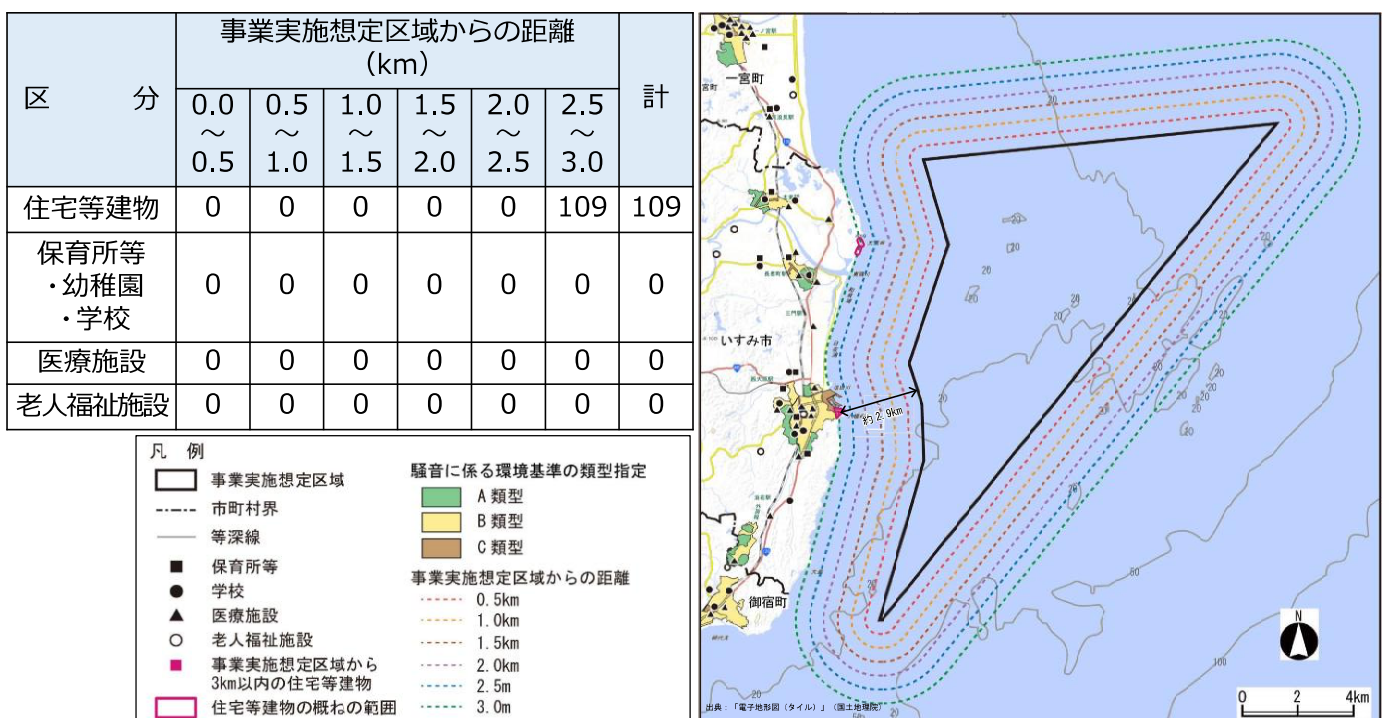 区 分
事業実施想定区域からの距離
（km）
計
0.0
～
0.5
0.5
～
1.0
1.0
～
1.5
1.5
～
2.0
2.0
～
2.5
2.5
～
3.0
住宅等建物 0 0 0 0 0 109 109
保育所等
・幼稚園
・学校
0 0 0 0 0 0 0
医療施設 0 0 0 0 0 0 0
老人福祉施設 0 0 0 0 0 0 0
凡 例
事業実施想定区域
市町村界
等深線
保育所等
学校
医療施設
老人福祉施設
事業実施想定区域から
3km以内の住宅等建物
住宅等建物の概ねの範囲
騒音に係る環境基準の類型指定
A 類型
B 類型
C 類型
事業実施想定区域からの距離
0.5km
1.0km
1.5km
2.0km
2.5m
3.0m
一宮町
いすみ市
御宿町
約2.9km
20
20
20
20
20
20
20
20
20
50
100
N
0 2 4km
出典：「電子地形図（タイル）」（国土地理院）